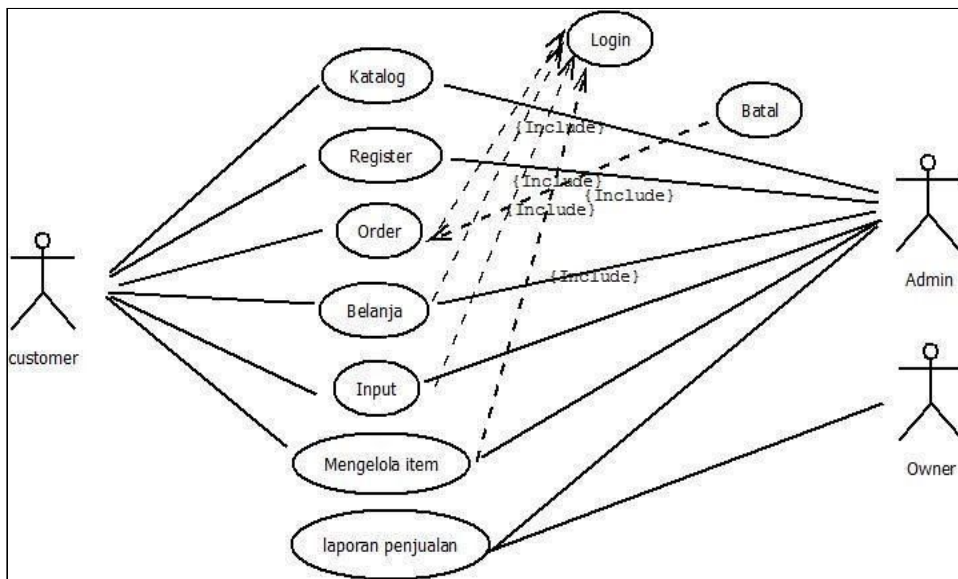 Login
Katalog
Batal
{Include}
Register
{Include}
{Include}
{Include}
Order
{Include}
Admin
Belanja
customer
Input
Mengelola item
Owner
laporan penjualan